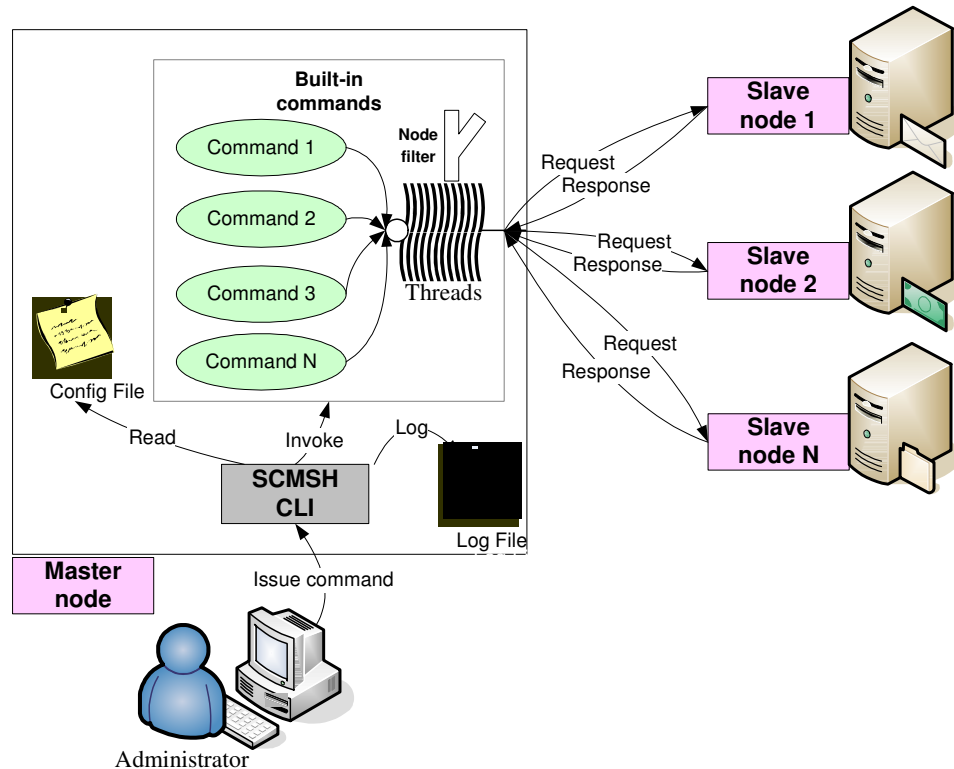 Built-in
commands
Node
filter
Command 1
Command 2
Command 3
Command N
Threads
Slave
node 1
Request
Response
Slave
node 2
Request
Response
Slave
node N
Request
Response
Config File
Read
Invoke
Log
SCMSH
CLI
Log File
Master
node
Issue command
Administrator